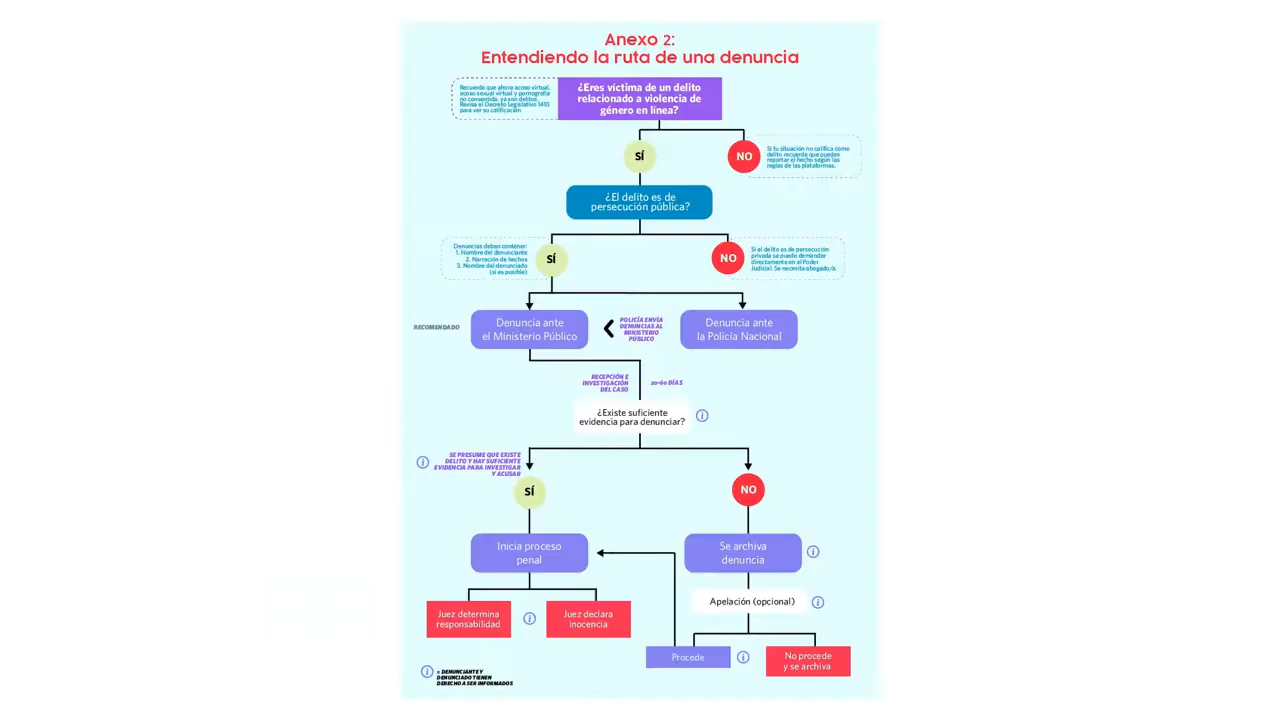 Anexo 2:
Entendiendo la ruta de una denuncia
Recuerda que ahora acoso virtual,
acoso sexual virtual y pornografía
no consentida, ya son delitos.
Revisa el Decreto Legislativo 1410
para ver su calificación
¿Eres víctima de un delito
relacionado a violencia de
género en línea?
SÍ
NO
Si tu situación no califica como
delito recuerda que puedes
reportar el hecho según las
reglas de las plataformas.
¿El delito es de
persecución pública?
Denuncias deban contener:
1. Nombre del denunciante
2. Narración de hechos
3. Nombre del denunciado
(si es posible)
SÍ
NO
Si el delito es de persecución
privada se puede demandar
directamente en el Poder
Judicial. Se necesita abogado/a.
RECOMENDADO
Denuncia ante
el Ministerio Público
POLICÍA ENVÍA
DENUNCIAS AL
MINISTERIO
PÚBLICO
Denuncia ante
la Policía Nacional
RECEPCIÓN E
INVESTIGACIÓN
DEL CASO
20-60 DÍAS
¿Existe suficiente
evidencia para denunciar?
i
i
SE PRESUME QUE EXISTE
DELITO Y HAY SUFICIENTE
EVIDENCIA PARA INVESTIGAR
Y ACUSAR
SÍ
NO
Inicia proceso
penal
Se archiva
denuncia
i
Juez determina
responsabilidad
i
Juez declara
inocencia
Apelación (opcional)
i
Procede
i
No procede
y se archiva
i
= DENUNCIANTE Y
DENUNCIADO TIENEN
DERECHO A SER INFORMADOS